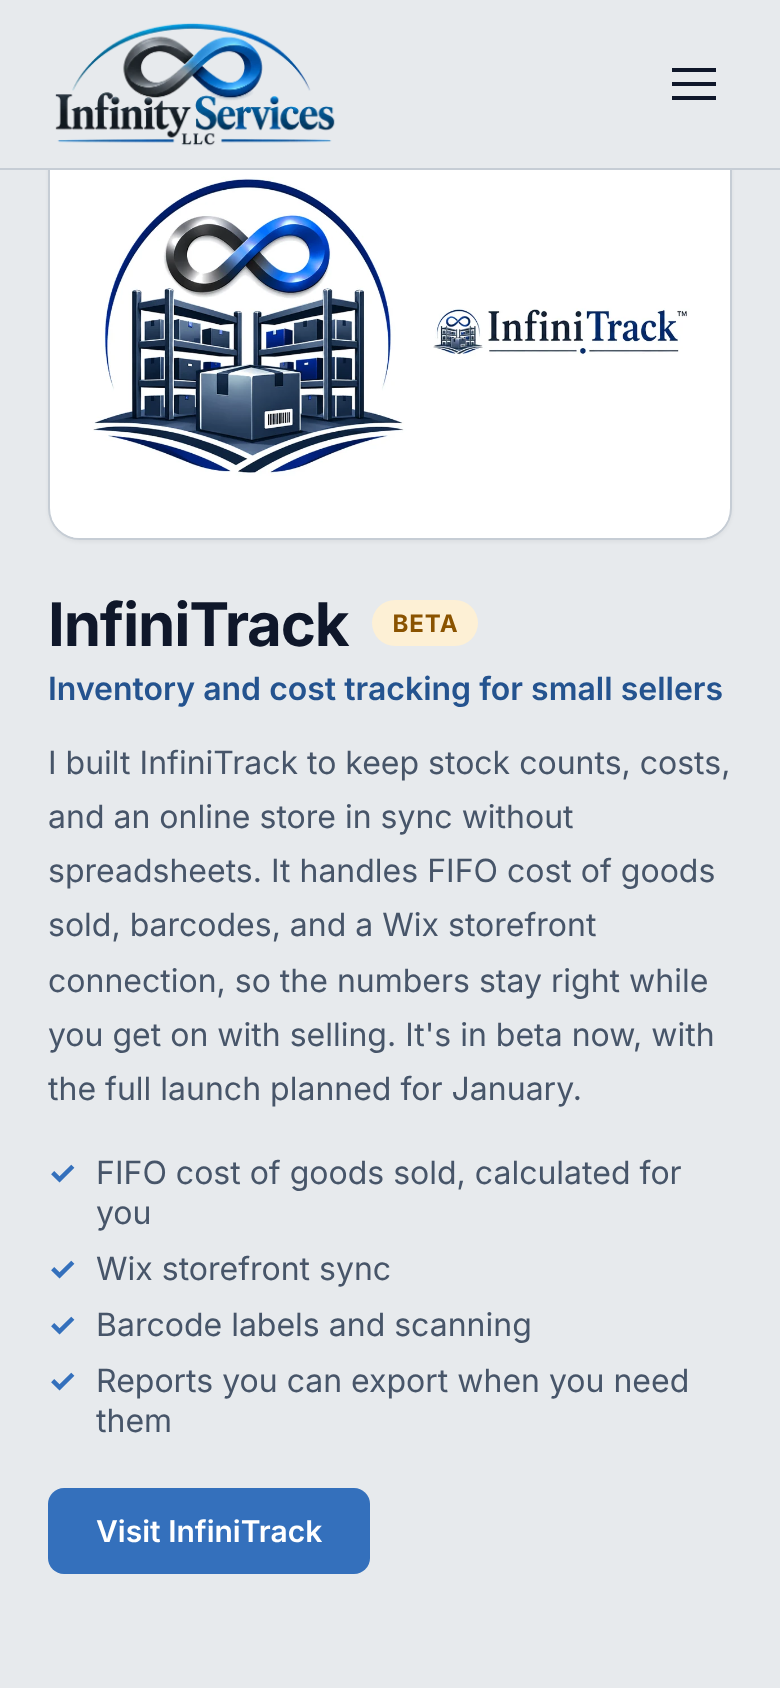 Infinity Services
LLC
InfiniTrack™
InfiniTrack BETA
Inventory and cost tracking for small sellers
I built InfiniTrack to keep stock counts, costs,
and an online store in sync without
spreadsheets. It handles FIFO cost of goods
sold, barcodes, and a Wix storefront
connection, so the numbers stay right while
you get on with selling. It's in beta now, with
the full launch planned for January.
✓ FIFO cost of goods sold, calculated for
you
✓ Wix storefront sync
✓ Barcode labels and scanning
✓ Reports you can export when you need
them
Visit InfiniTrack